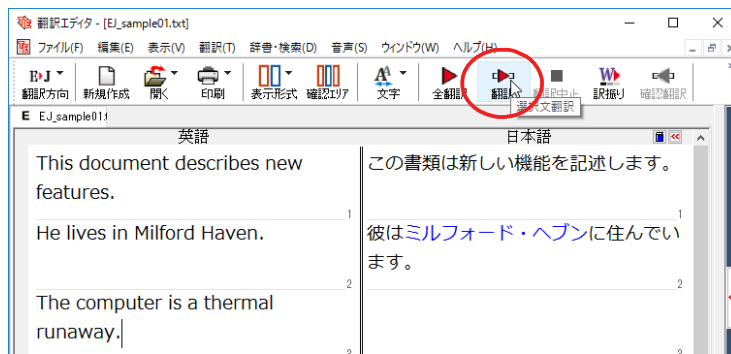 翻訳エディタ - [EJ_sample01.txt]
ファイル(F) 編集(E) 表示(V) 翻訳(T) 辞書・検索(D) 音声(S) ウィンドウ(W) ヘルプ(H)
翻訳方向 新規作成 開く 印刷 表示形式 確認エリア 文字 全翻訳 翻訳 翻訳中止 訳振り 確認翻訳
選択文翻訳
E EJ_sample01.t
英語 日本語
This document describes new
features.
1
この書類は新しい機能を記述します。
1
He lives in Milford Haven.
2
彼はミルフォード・ヘブンに住んでい
ます。
2
The computer is a thermal
runaway.
3
3